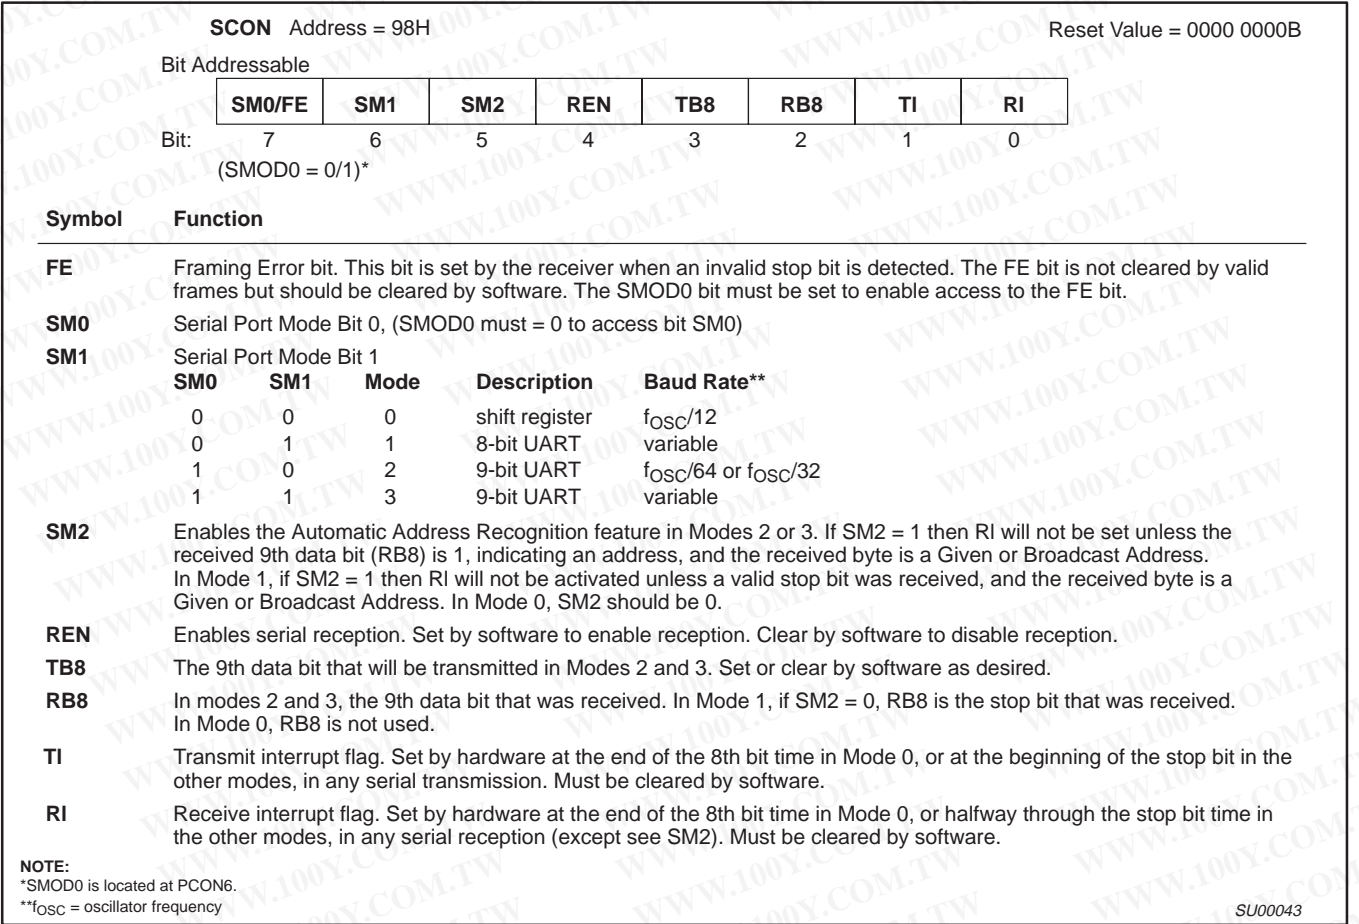 SCON Address = 98H Reset Value = 0000 0000B
Bit Addressable
SM0/FE SM1 SM2 REN TB8 RB8 TI RI
Bit: 7 6 5 4 3 2 1 0
(SMOD0 = 0/1)*
Symbol Function
FE Framing Error bit. This bit is set by the receiver when an invalid stop bit is detected. The FE bit is not cleared by valid
frames but should be cleared by software. The SMOD0 bit must be set to enable access to the FE bit.
SM0 Serial Port Mode Bit 0, (SMOD0 must = 0 to access bit SM0)
SM1 Serial Port Mode Bit 1
SM0 SM1 Mode Description Baud Rate**
0 0 0 shift register fOSC/12
0 1 1 8-bit UART variable
1 0 2 9-bit UART fOSC/64 or fOSC/32
1 1 3 9-bit UART variable
SM2 Enables the Automatic Address Recognition feature in Modes 2 or 3. If SM2 = 1 then RI will not be set unless the
received 9th data bit (RB8) is 1, indicating an address, and the received byte is a Given or Broadcast Address.
In Mode 1, if SM2 = 1 then RI will not be activated unless a valid stop bit was received, and the received byte is a
Given or Broadcast Address. In Mode 0, SM2 should be 0.
REN Enables serial reception. Set by software to enable reception. Clear by software to disable reception.
TB8 The 9th data bit that will be transmitted in Modes 2 and 3. Set or clear by software as desired.
RB8 In modes 2 and 3, the 9th data bit that was received. In Mode 1, if SM2 = 0, RB8 is the stop bit that was received.
In Mode 0, RB8 is not used.
TI Transmit interrupt flag. Set by hardware at the end of the 8th bit time in Mode 0, or at the beginning of the stop bit in the
other modes, in any serial transmission. Must be cleared by software.
RI Receive interrupt flag. Set by hardware at the end of the 8th bit time in Mode 0, or halfway through the stop bit time in
the other modes, in any serial reception (except see SM2). Must be cleared by software.
NOTE:
*SMOD0 is located at PCON6.
**fOSC = oscillator frequency
SU00043
WWW.100Y.COM.TW